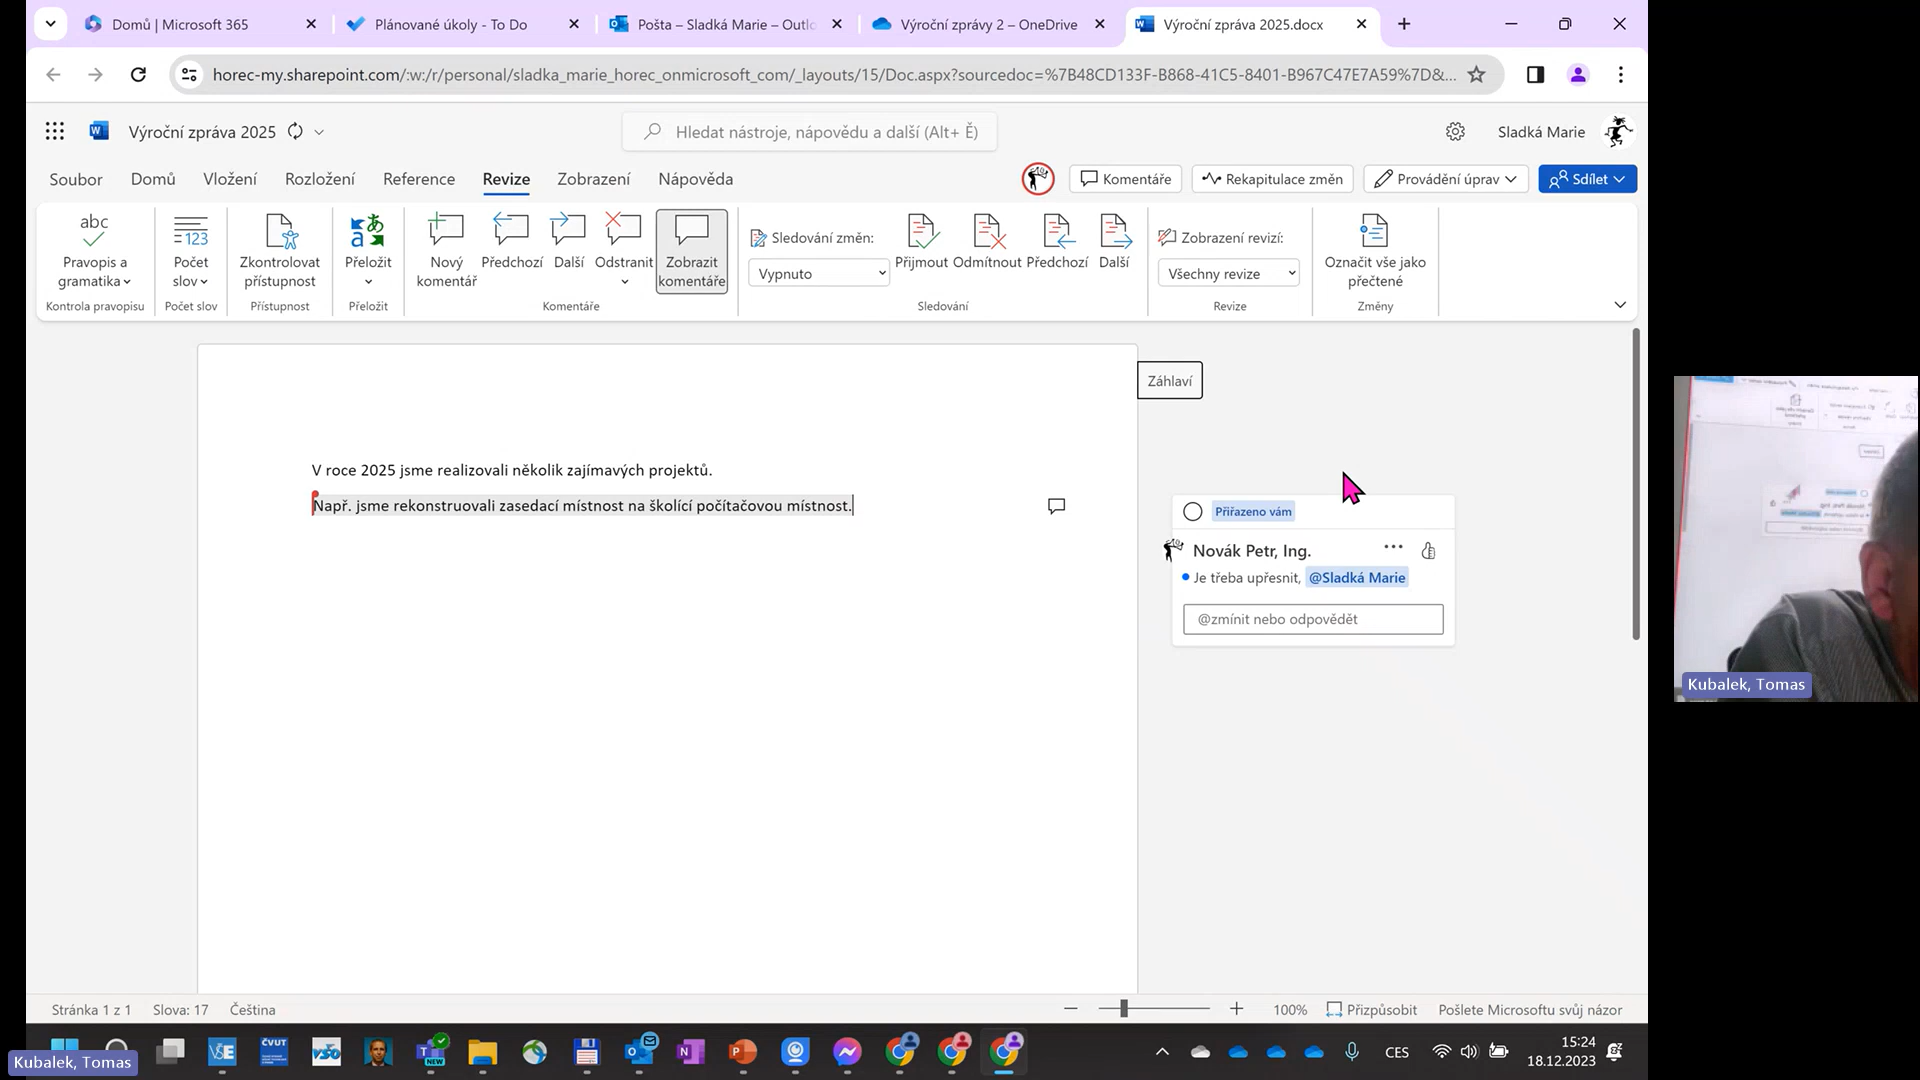 Domů | Microsoft 365
Plánované úkoly - To Do
Pošta – Sladká Marie – Outlo
Výroční zprávy 2 – OneDrive
Výroční zpráva 2025.docx
horec-my.sharepoint.com/:w:/r/personal/sladka_marie_horec_onmicrosoft_com/_layouts/15/Doc.aspx?sourcedoc=%7B48CD133F-B868-41C5-8401-B967C47E7A59%7D&...
Výroční zpráva 2025
Hledat nástroje, nápovědu a další (Alt+ Ě)
Sladká Marie
Soubor Domů Vložení Rozložení Reference Revize Zobrazení Nápověda
Komentáře
Rekapitulace změn
Provádění úprav
Sdílet
abc
Pravopis a
gramatika
Kontrola pravopisu
123
Počet
slov
Počet slov
Zkontrolovat
přístupnost
Přístupnost
Přeložit
Přeložit
Nový
komentář
Předchozí
Další
Odstranit
Zobrazit
komentáře
Komentáře
Sledování změn:
Vypnuto
Přijmout
Odmítnout
Předchozí
Další
Sledování
Zobrazení revizí:
Všechny revize
Revize
Označit vše jako
přečtené
Změny
Záhlaví
V roce 2025 jsme realizovali několik zajímavých projektů.
Např. jsme rekonstruovali zasedací místnost na školící počítačovou místnost.
Přiřazeno vám
Novák Petr, Ing.
Je třeba upřesnit, @Sladká Marie
@zmínit nebo odpovědět
Kubalek, Tomas
Stránka 1 z 1
Slova: 17
Čeština
100%
Přizpůsobit
Pošlete Microsoftu svůj názor
Kubalek, Tomas
ČVUT
NEW
CES
15:24
18.12.2023